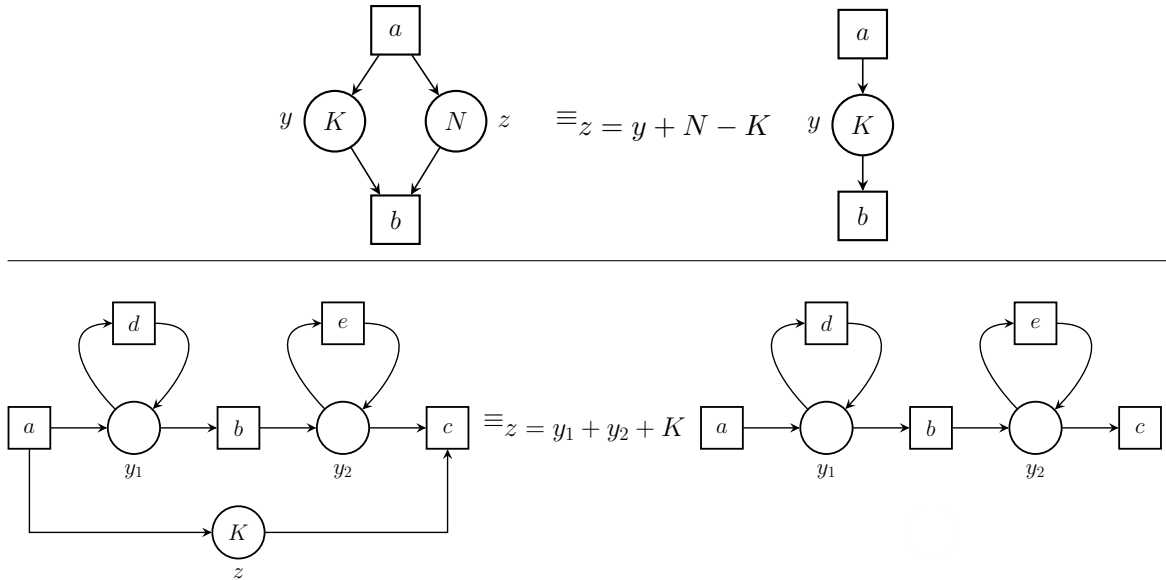 a a
y K N z ≡z = y + N − K y K
b b
d e d e
a b c ≡z = y1 + y2 + K a b c
y1 y2 y1 y2
K
z